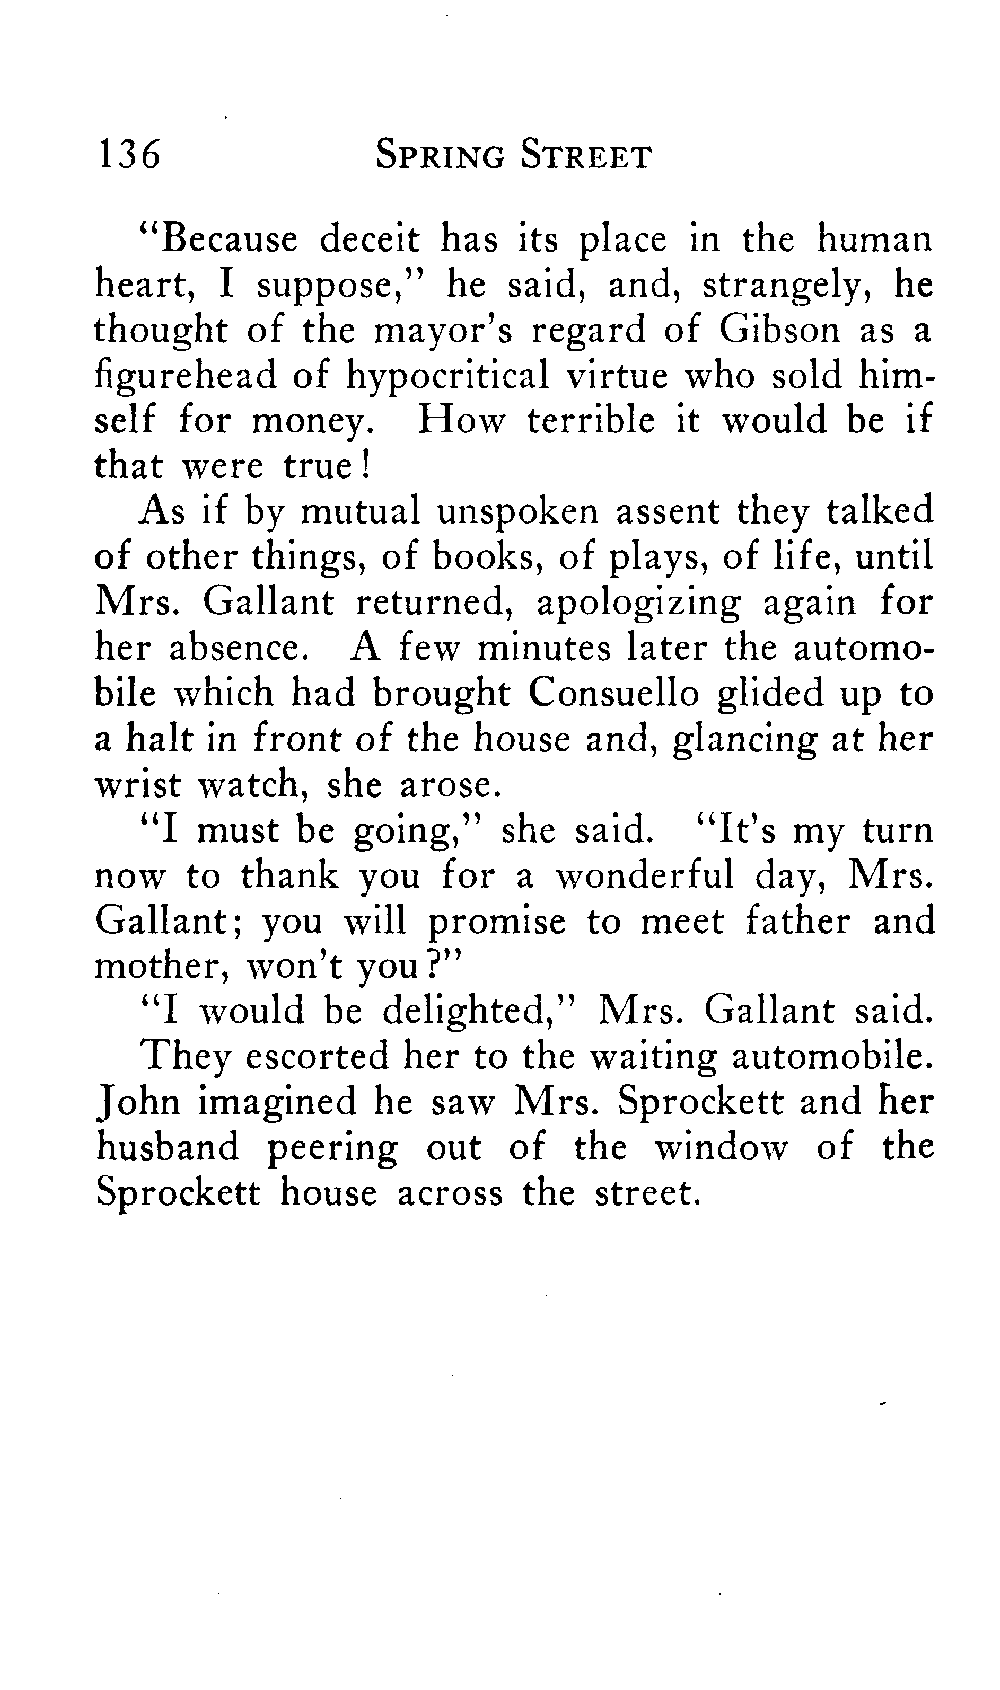 136 SPRING STREET
“Because deceit has its place in the human
heart, I suppose,” he said, and, strangely, he
thought of the mayor’s regard of Gibson as a
figurehead of hypocritical virtue who sold him-
self for money. How terrible it would be if
that were true!
As if by mutual unspoken assent they talked
of other things, of books, of plays, of life, until
Mrs. Gallant returned, apologizing again for
her absence. A few minutes later the automo-
bile which had brought Consuello glided up to
a halt in front of the house and, glancing at her
wrist watch, she arose.
“I must be going,” she said. “It’s my turn
now to thank you for a wonderful day, Mrs.
Gallant; you will promise to meet father and
mother, won’t you?”
“I would be delighted,” Mrs. Gallant said.
They escorted her to the waiting automobile.
John imagined he saw Mrs. Sprockett and her
husband peering out of the window of the
Sprockett house across the street.